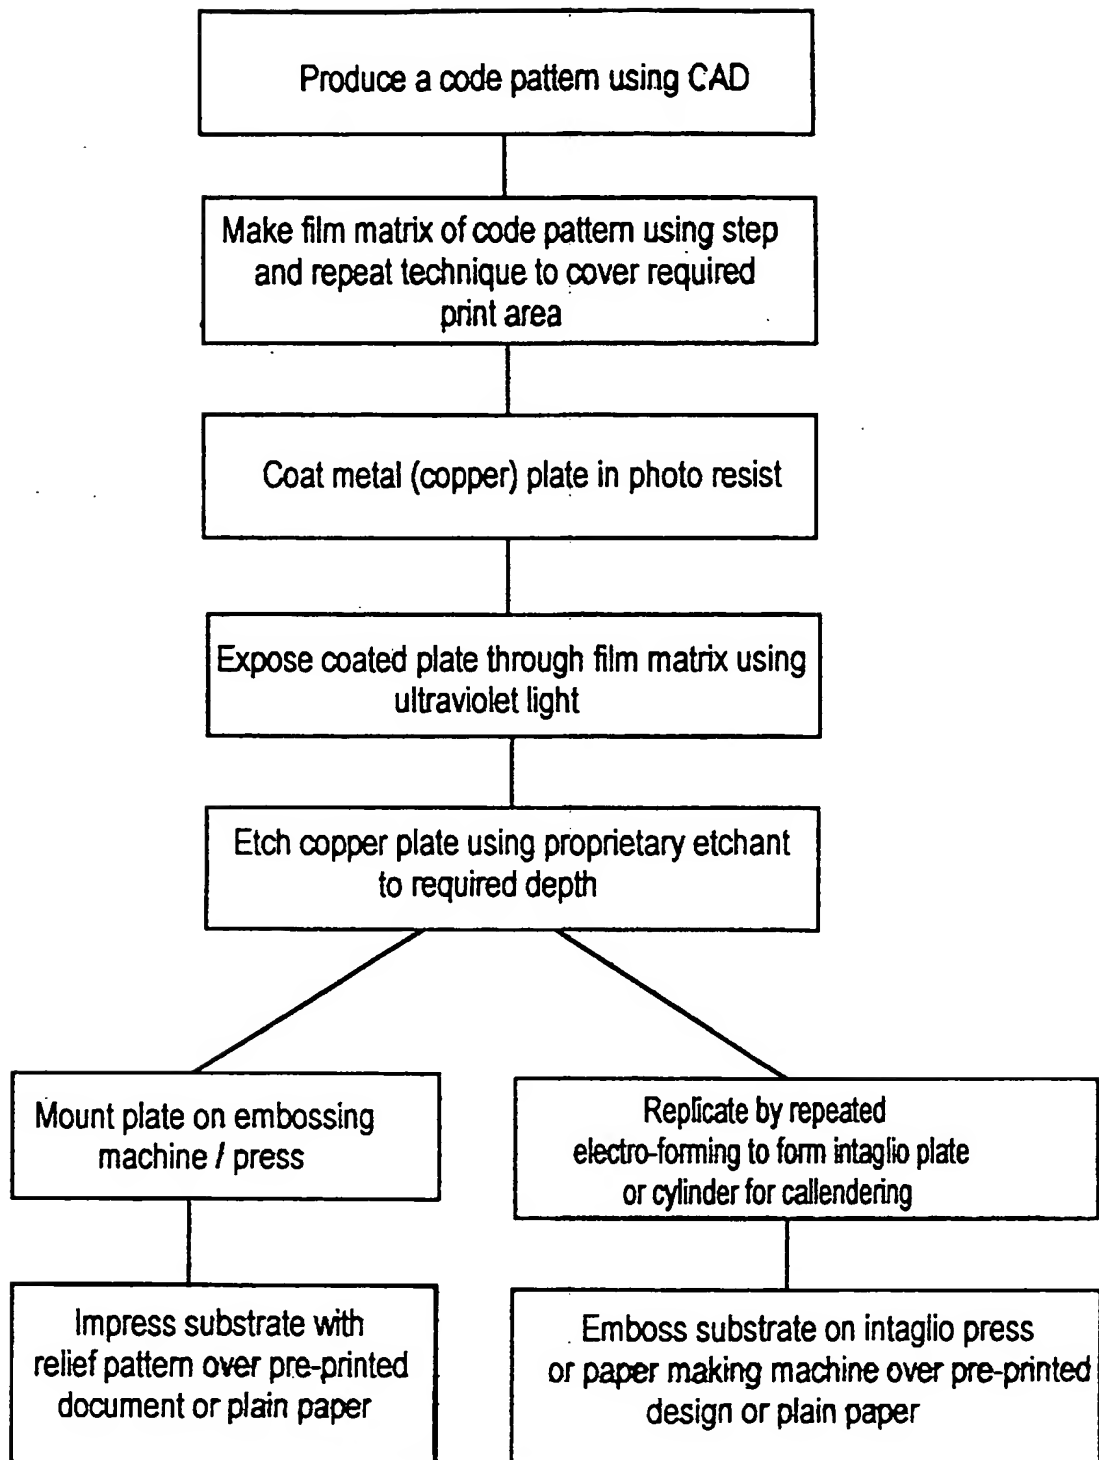 Produce a code pattern using CAD
Make film matrix of code pattern using step
and repeat technique to cover required
print area
Coat metal (copper) plate in photo resist
Expose coated plate through film matrix using
ultraviolet light
Etch copper plate using proprietary etchant
to required depth
Mount plate on embossing
machine / press
Replicate by repeated
electro-forming to form intaglio plate
or cylinder for callendering
Impress substrate with
relief pattern over pre-printed
document or plain paper
Emboss substrate on intaglio press
or paper making machine over pre-printed
design or plain paper